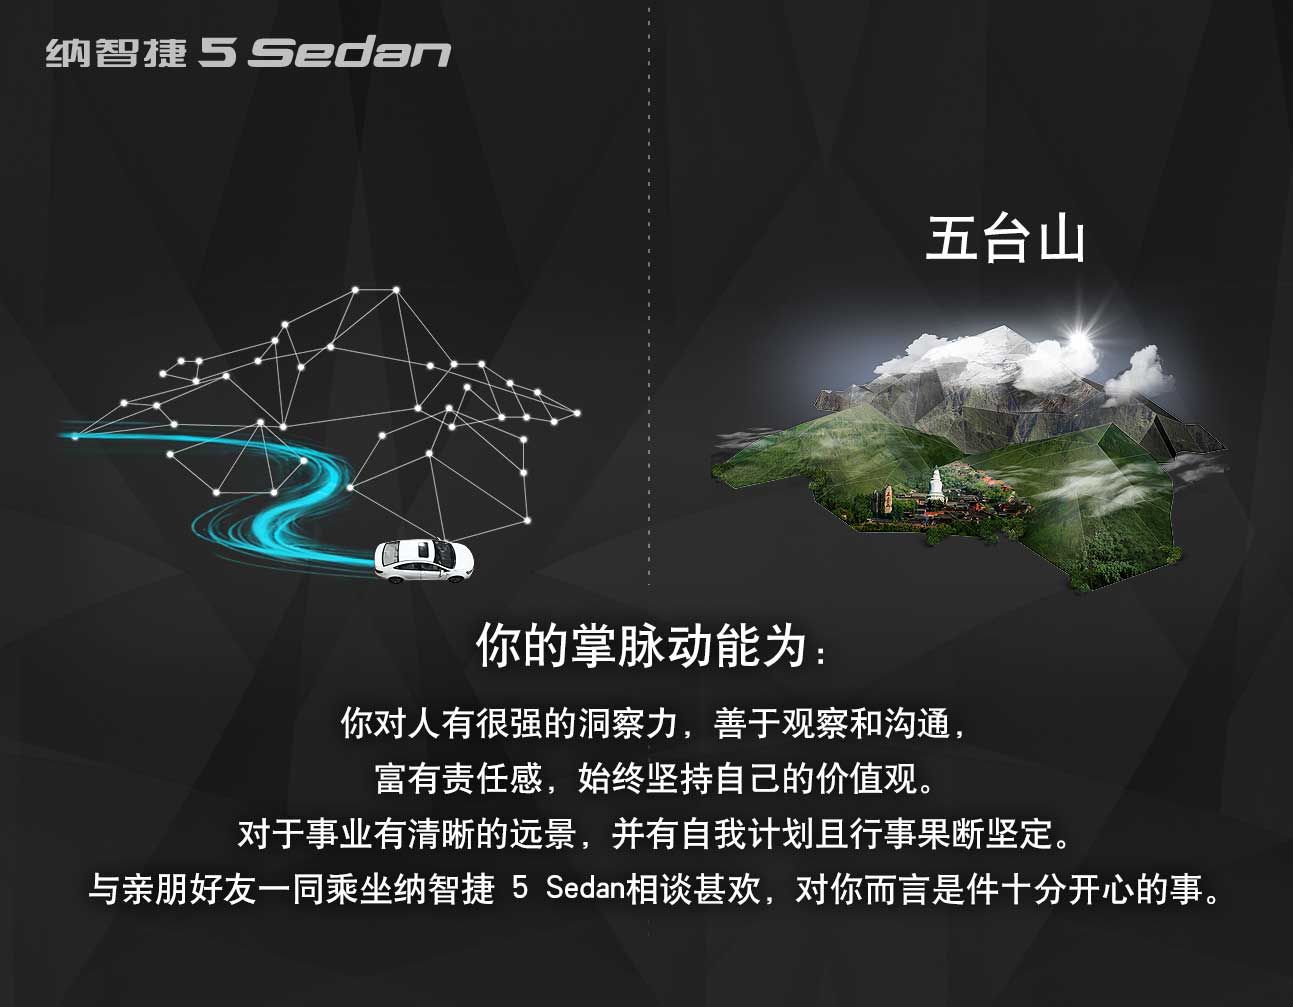 纳智捷 5 Sedan
五台山
你的掌脉动能为：
你对人有很强的洞察力，善于观察和沟通，
富有责任感，始终坚持自己的价值观。
对于事业有清晰的远景，并有自我计划且行事果断坚定。
与亲朋好友一同乘坐纳智捷 5 Sedan相谈甚欢，对你而言是件十分开心的事。